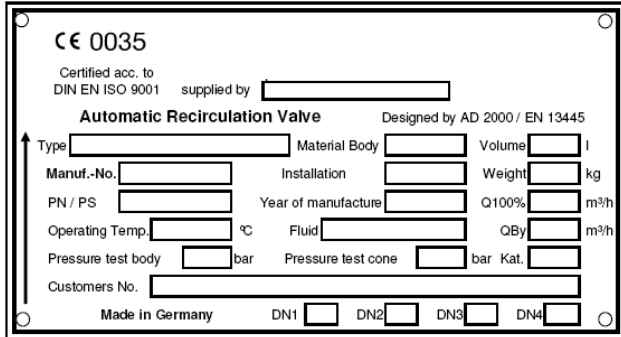 CE 0035
Certified acc. to
DIN EN ISO 9001 supplied by
Automatic Recirculation Valve Designed by AD 2000 / EN 13445
Type Material Body Volume l
Manuf.-No. Installation Weight kg
PN / PS Year of manufacture Q100% m³/h
Operating Temp. °C Fluid QBy m³/h
Pressure test body bar Pressure test cone bar Kat.
Customers No.
Made in Germany DN1 DN2 DN3 DN4